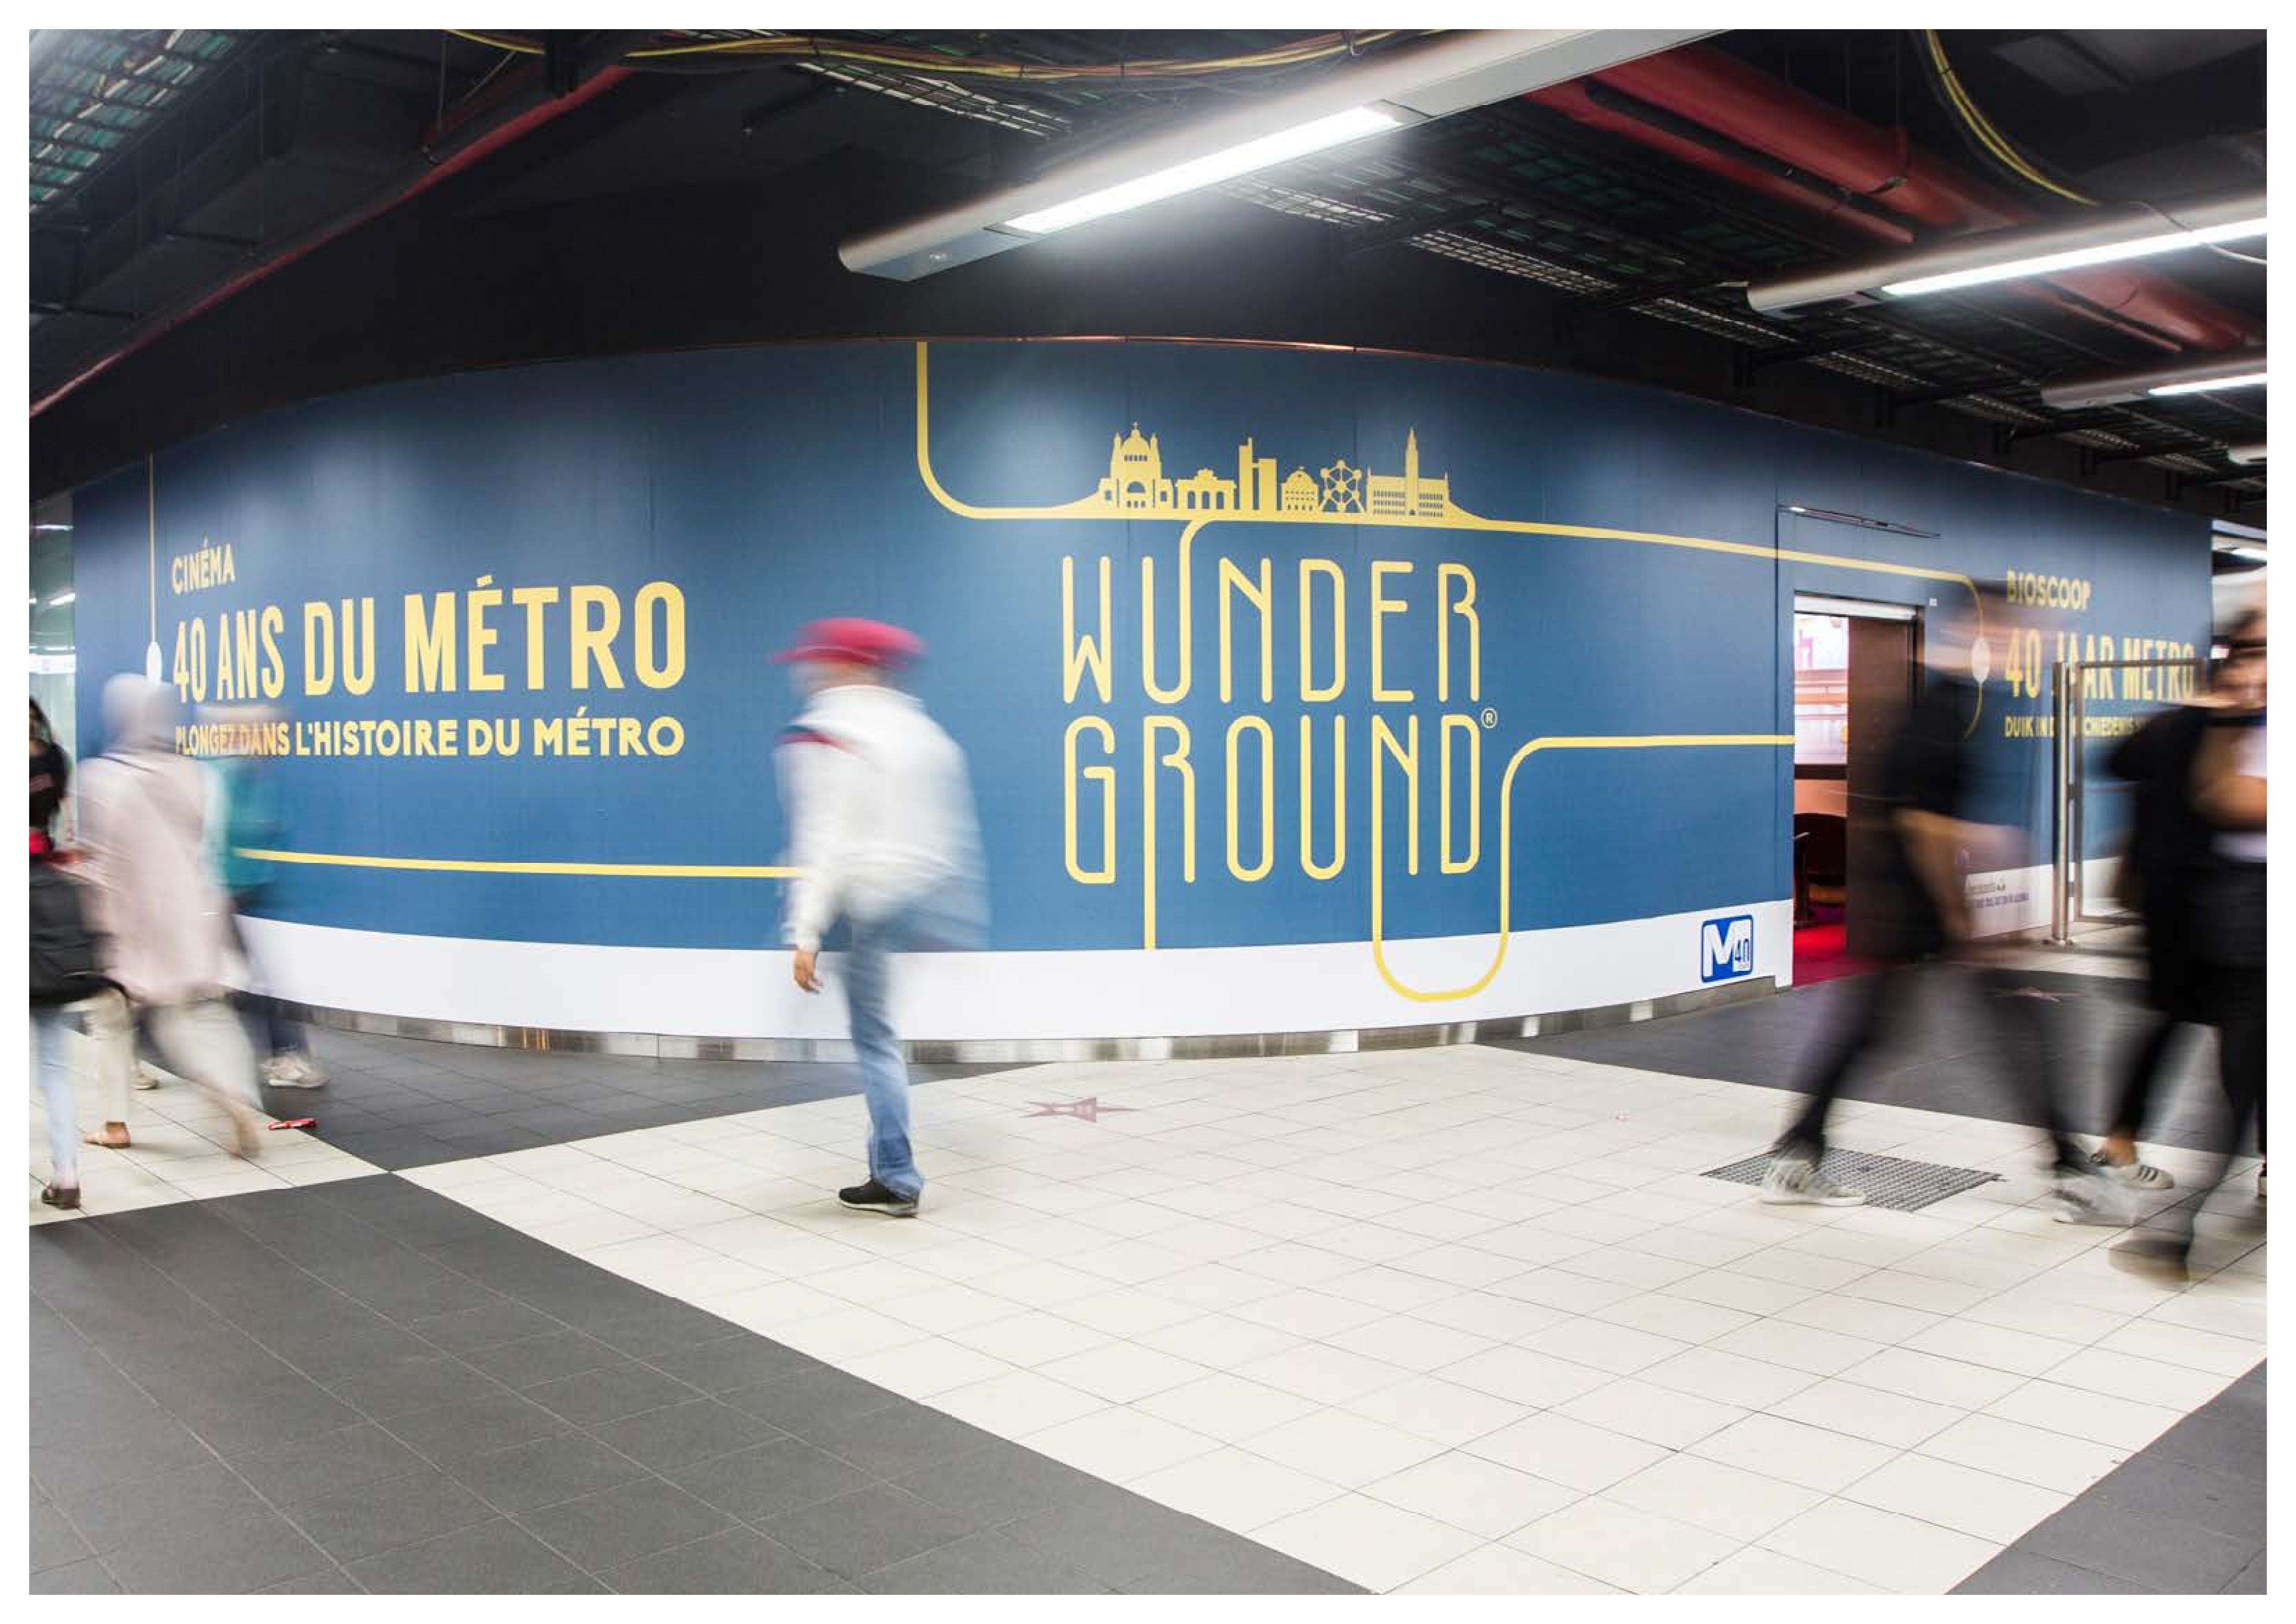 CINÉMA
40 ANS DU MÉTRO
PLONGEZ DANS L'HISTOIRE DU MÉTRO
WUNDER
GROUND®
M 40
BIOSCOOP
40 JAAR METRO
DUIK IN